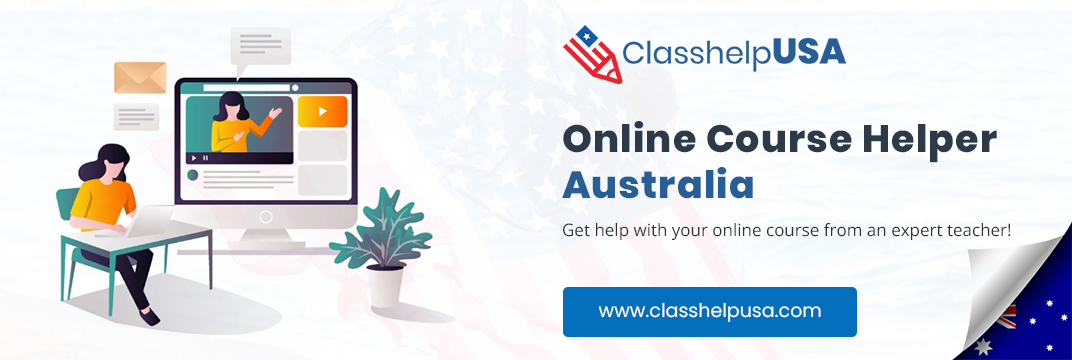 ClasshelpUSA
Online Course Helper
Australia
Get help with your online course from an expert teacher!
www.classhelpusa.com